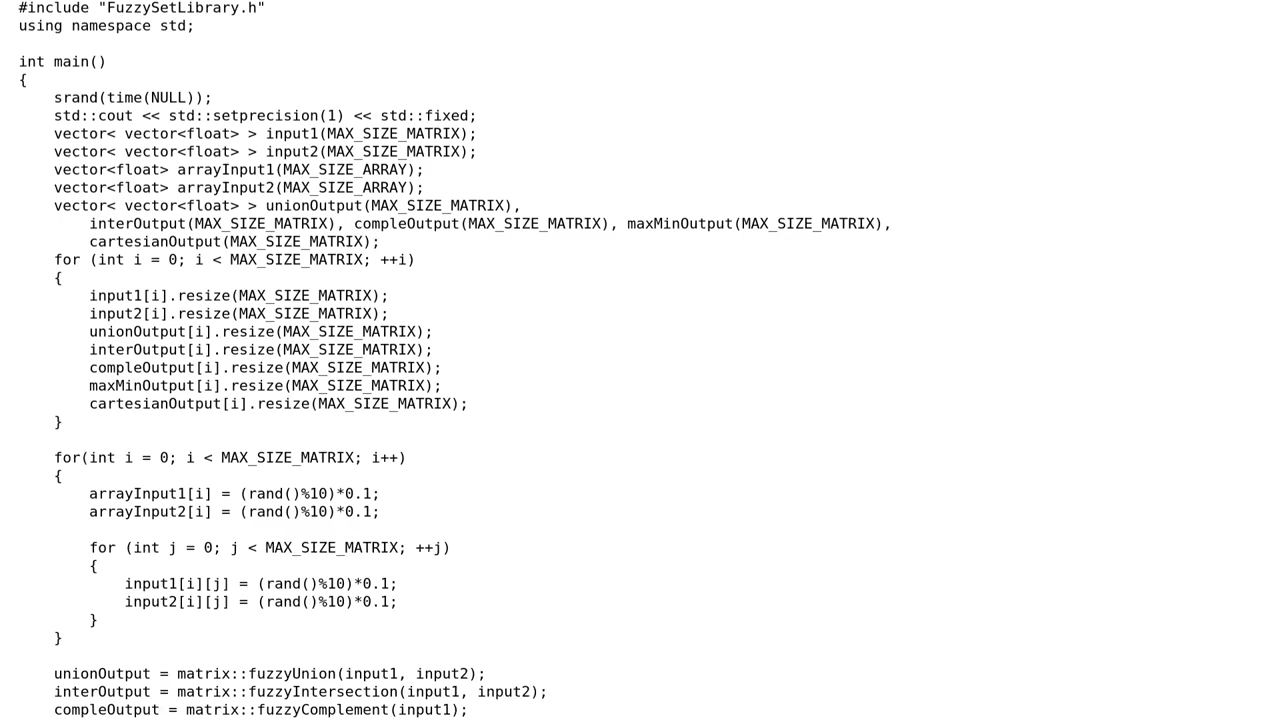 #include "FuzzySetLibrary.h"
using namespace std;

int main()
{
    srand(time(NULL));
    std::cout << std::setprecision(1) << std::fixed;
    vector< vector<float> > input1(MAX_SIZE_MATRIX);
    vector< vector<float> > input2(MAX_SIZE_MATRIX);
    vector<float> arrayInput1(MAX_SIZE_ARRAY);
    vector<float> arrayInput2(MAX_SIZE_ARRAY);
    vector< vector<float> > unionOutput(MAX_SIZE_MATRIX),
        interOutput(MAX_SIZE_MATRIX), compleOutput(MAX_SIZE_MATRIX), maxMinOutput(MAX_SIZE_MATRIX),
        cartesianOutput(MAX_SIZE_MATRIX);
    for (int i = 0; i < MAX_SIZE_MATRIX; ++i)
    {
        input1[i].resize(MAX_SIZE_MATRIX);
        input2[i].resize(MAX_SIZE_MATRIX);
        unionOutput[i].resize(MAX_SIZE_MATRIX);
        interOutput[i].resize(MAX_SIZE_MATRIX);
        compleOutput[i].resize(MAX_SIZE_MATRIX);
        maxMinOutput[i].resize(MAX_SIZE_MATRIX);
        cartesianOutput[i].resize(MAX_SIZE_MATRIX);
    }

    for(int i = 0; i < MAX_SIZE_MATRIX; i++)
    {
        arrayInput1[i] = (rand()%10)*0.1;
        arrayInput2[i] = (rand()%10)*0.1;

        for (int j = 0; j < MAX_SIZE_MATRIX; ++j)
        {
            input1[i][j] = (rand()%10)*0.1;
            input2[i][j] = (rand()%10)*0.1;
        }
    }

    unionOutput = matrix::fuzzyUnion(input1, input2);
    interOutput = matrix::fuzzyIntersection(input1, input2);
    compleOutput = matrix::fuzzyComplement(input1);